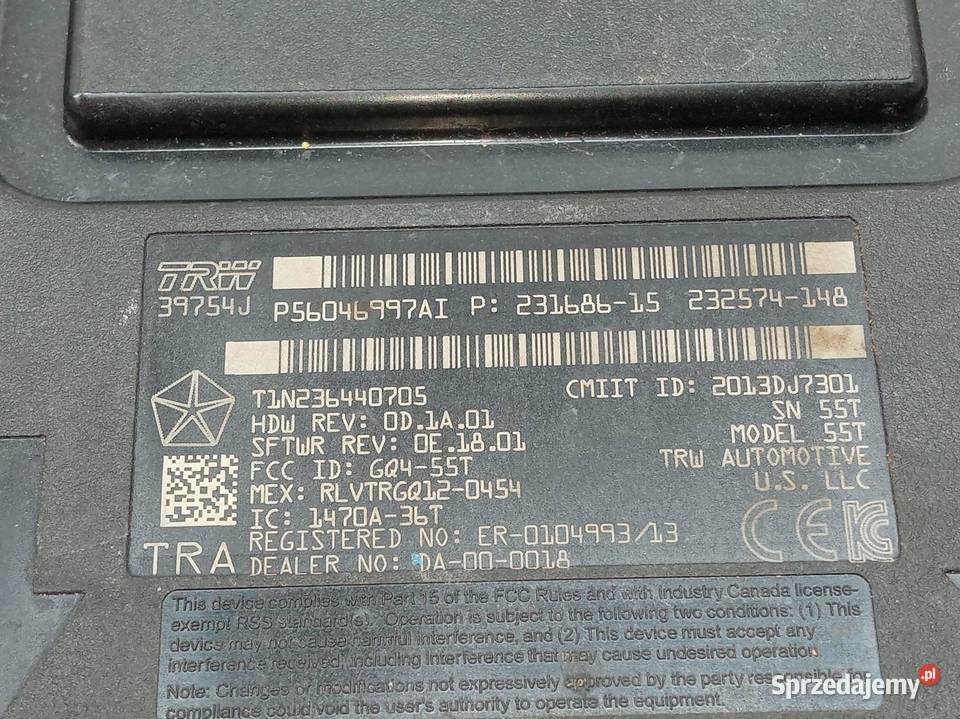 TRW
39754J P56046997AI P: 231686-15 232574-148
T1N236440705 CMIIT ID: 2013DJ7301
HDW REV: 0D.1A.01 SN 55T
SFTWR REV: 0E.18.01 MODEL 55T
FCC ID: GQ4-55T TRW AUTOMOTIVE
MEX: RLVTRGQ12-0454 U.S. LLC
IC: 1470A-36T
REGISTERED NO: ER-0104993/13
TRA DEALER NO: DA-00-0018
CE
This device complies with Part 15 of the FCC Rules and with Industry Canada license-
exempt RSS standard(s). Operation is subject to the following two conditions: (1) This
device may not cause harmful interference, and (2) This device must accept any
interference received, including interference that may cause undesired operation.
Note: Changes or modifications not expressively approved by the party responsible for
compliance could void the user's authority to operate the equipment.
Sprzedajemy.pl